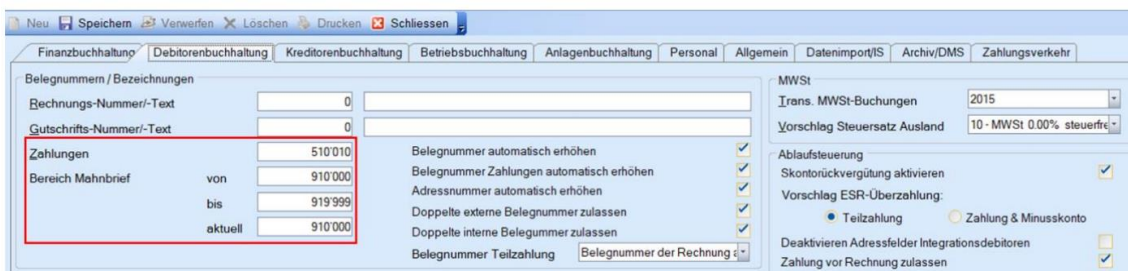 Neu Speichern Verwerfen Löschen Drucken Schliessen
Finanzbuchhaltung Debitorenbuchhaltung Kreditorenbuchhaltung Betriebsbuchhaltung Anlagenbuchhaltung Personal Allgemein Datenimport/IS Archiv/DMS Zahlungsverkehr
Belegnummern / Bezeichnungen
Rechnungs-Nummer/-Text 0
Gutschrifts-Nummer/-Text 0
Zahlungen 510'010
Bereich Mahnbrief von 910'000
bis 919'999
aktuell 910'000
Belegnummer automatisch erhöhen
Belegnummer Zahlungen automatisch erhöhen
Adressnummer automatisch erhöhen
Doppelte externe Belegnummer zulassen
Doppelte interne Belegummer zulassen
Belegnummer Teilzahlung Belegnummer der Rechnung a
MWSt
Trans. MWSt-Buchungen 2015
Vorschlag Steuersatz Ausland 10 - MWSt 0.00% steuerfre
Ablaufsteuerung
Skontorückvergütung aktivieren
Vorschlag ESR-Überzahlung:
Teilzahlung Zahlung & Minusskonto
Deaktivieren Adressfelder Integrationsdebitoren
Zahlung vor Rechnung zulassen